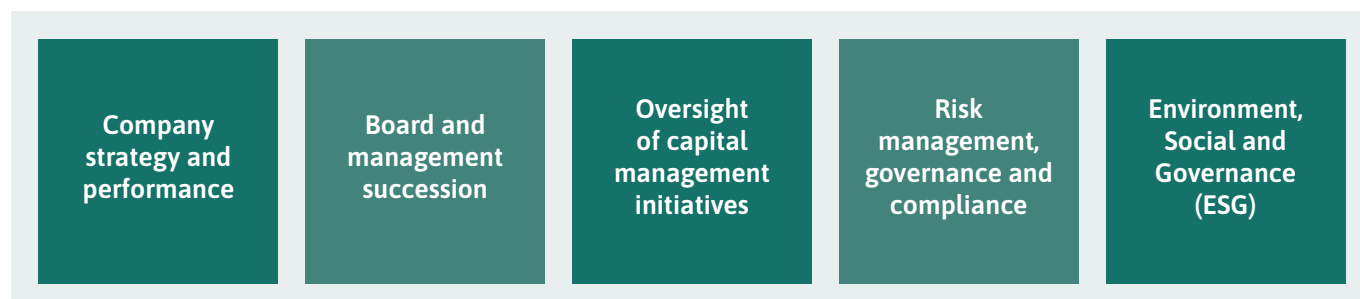 Company
strategy and
performance
Board and
management
succession
Oversight
of capital
management
initiatives
Risk
management,
governance and
compliance
Environment,
Social and
Governance
(ESG)